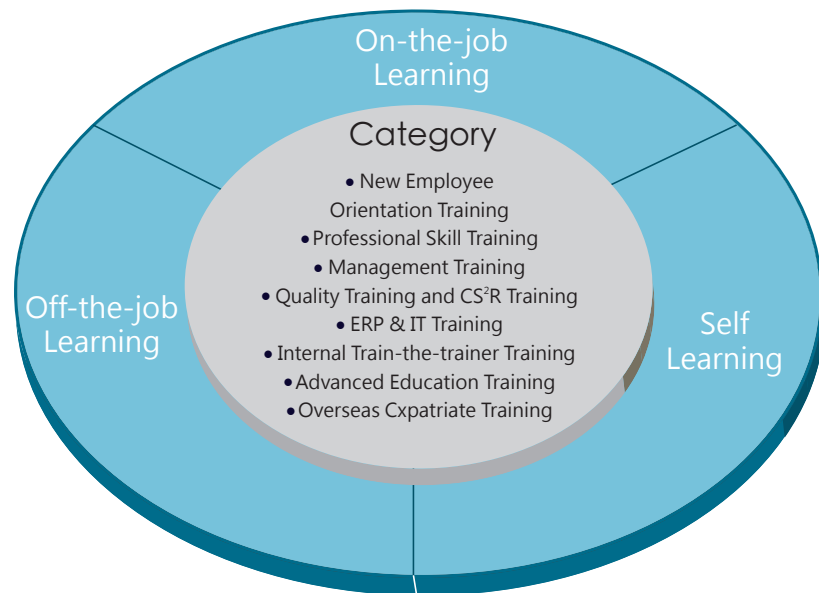 On-the-job
Learning
Category
• New Employee
Orientation Training
• Professional Skill Training
• Management Training
• Quality Training and CS²R Training
• ERP & IT Training
• Internal Train-the-trainer Training
• Advanced Education Training
• Overseas Cxpatriate Training
Off-the-job
Learning
Self
Learning